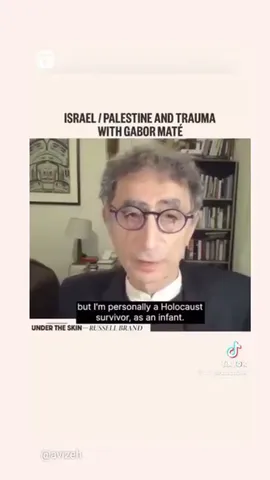 ISRAEL / PALESTINE AND TRAUMA
WITH GABOR MATÉ
but I'm personally a Holocaust
survivor, as an infant.
UNDER THE SKIN — RUSSELL BRAND
@avizeh